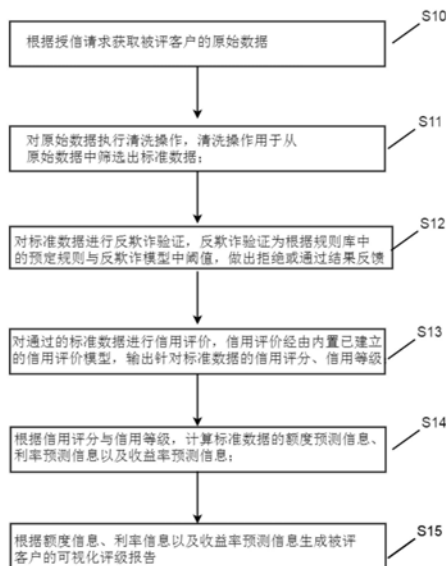 S10
根据授信请求获取被评客户的原始数据
S11
对原始数据执行清洗操作，清洗操作用于从
原始数据中筛选出标准数据；
S12
对标准数据进行反欺诈验证，反欺诈验证为根据规则库中
的预定规则与反欺诈模型中阈值，做出拒绝或通过结果反馈
S13
对通过的标准数据进行信用评价，信用评价经由内置已建立
的信用评价模型，输出针对标准数据的信用评分、信用等级
S14
根据信用评分与信用等级，计算标准数据的额度预测信息、
利率预测信息以及收益率预测信息；
S15
根据额度信息、利率信息以及收益率预测信息生成被评
客户的可视化评级报告